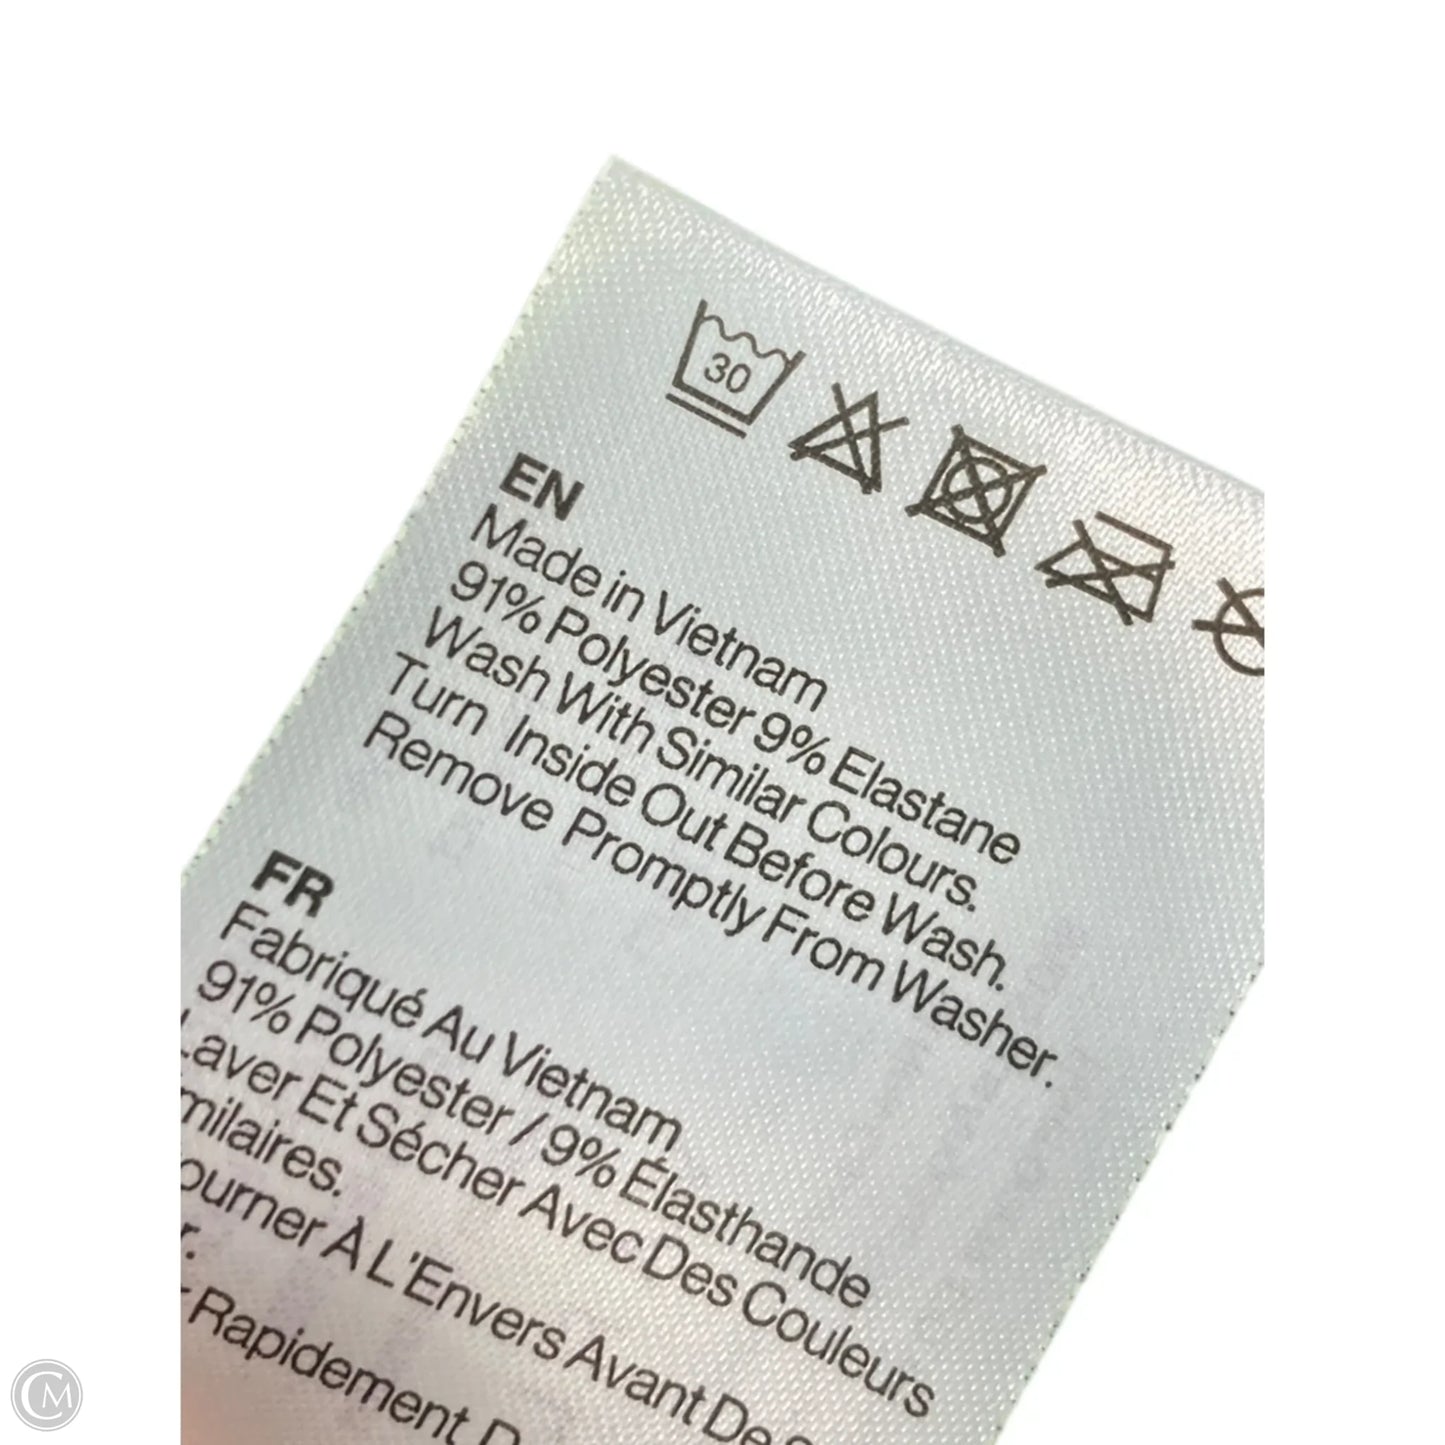 30
EN
Made in Vietnam
91% Polyester 9% Elastane
Wash With Similar Colours.
Turn Inside Out Before Wash.
Remove Promptly From Washer.
FR
Fabriqué Au Vietnam
91% Polyester / 9% Élasthanne
Laver Et Sécher Avec Des Couleurs
milaires.
ourner À L'Envers Avant De
r.
r Rapidement
CM